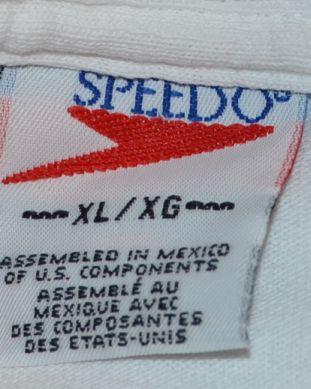 SPEEDO®
~~~XL/XG~~~
ASSEMBLED IN MEXICO
OF U.S. COMPONENTS
ASSEMBLÉ AU
MEXIQUE AVEC
DES COMPOSANTES
DES ETATS-UNIS